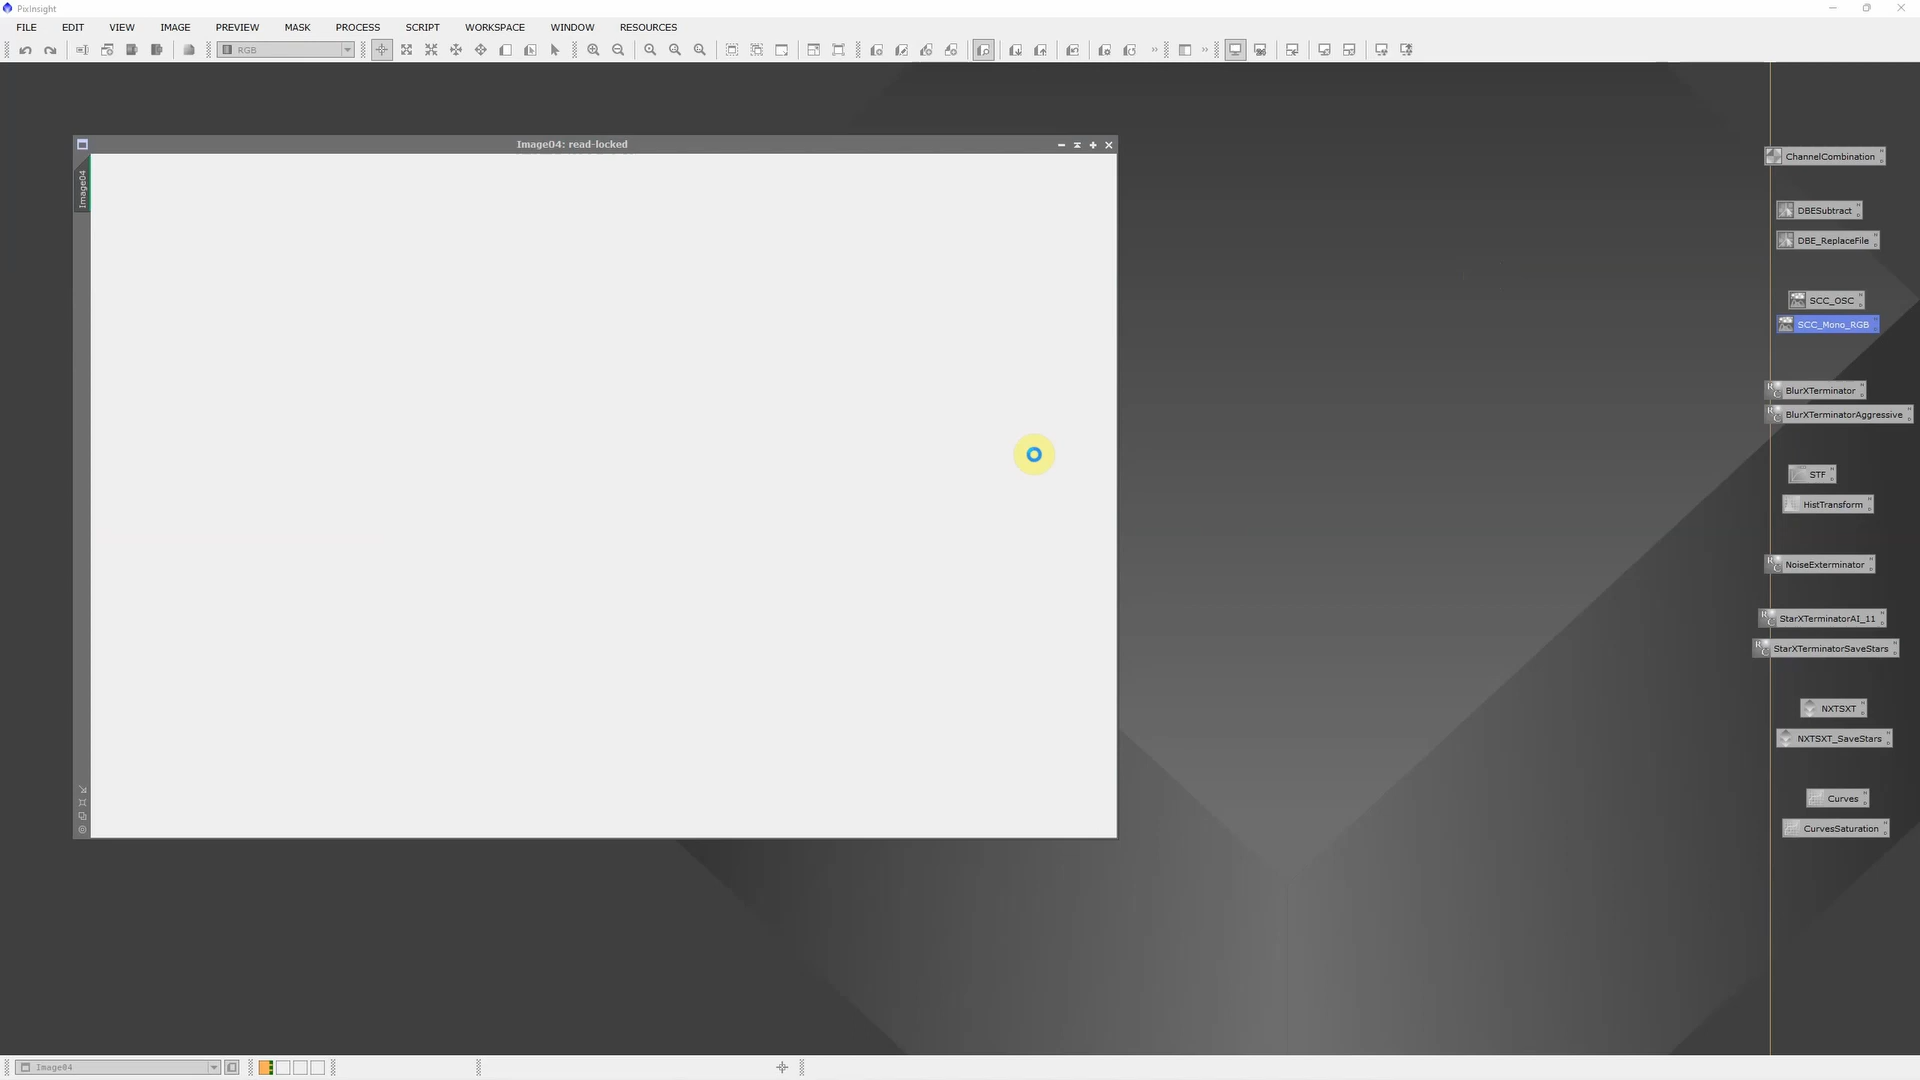 PixInsight
FILE EDIT VIEW IMAGE PREVIEW MASK PROCESS SCRIPT WORKSPACE WINDOW RESOURCES
RGB
Image04: read-locked
Image04
ChannelCombination
DBESubtract
DBE_ReplaceFile
SCC_OSC
SCC_Mono_RGB
BlurXTerminator
BlurXTerminatorAggressive
STF
HistTransform
NoiseExterminator
StarXTerminatorAI_11
StarXTerminatorSaveStars
NXTSXT
NXTSXT_SaveStars
Curves
CurvesSaturation
Image04